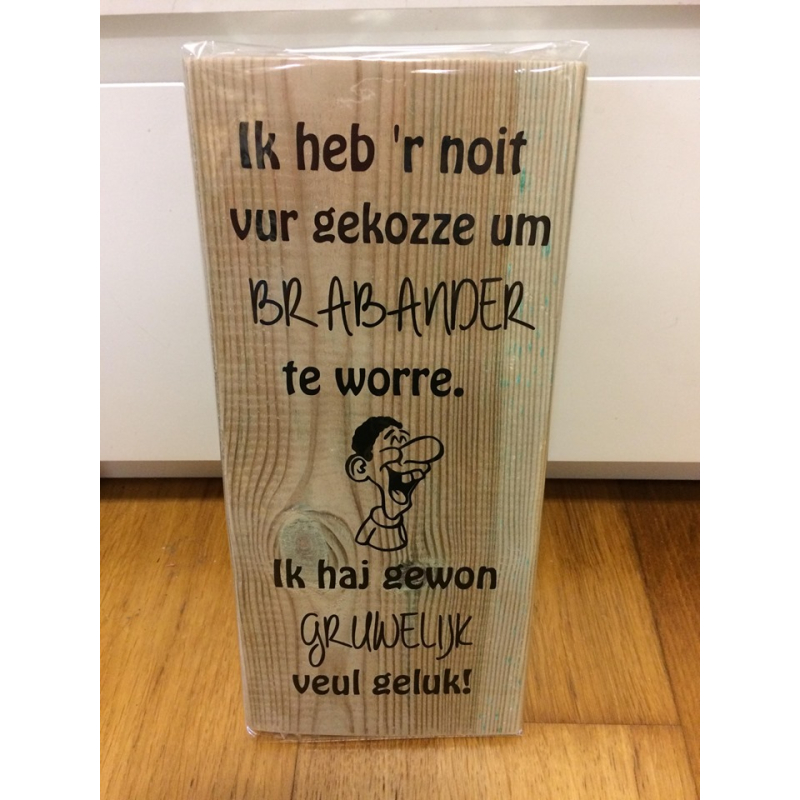 Ik heb 'r noit
vur gekozze um
BRABANDER
te worre.
Ik haj gewon
GRUWELIJK
veul geluk!